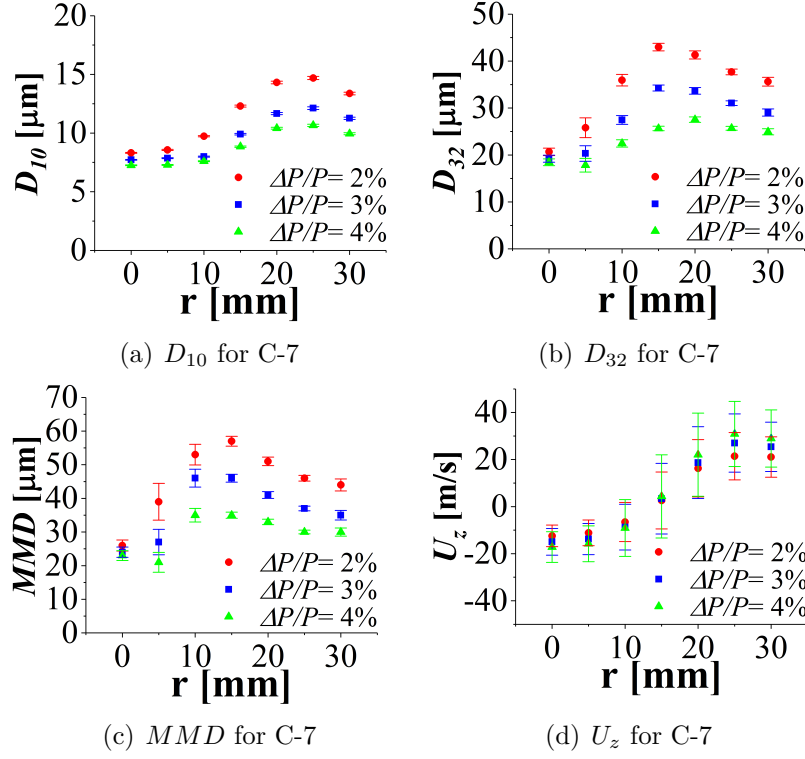 20
15
10
5
0
D10 [μm]
ΔP/P= 2%
ΔP/P= 3%
ΔP/P= 4%
0 10 20 30
r [mm]
(a) D10 for C-7
50
40
30
20
10
0
D32 [μm]
ΔP/P= 2%
ΔP/P= 3%
ΔP/P= 4%
0 10 20 30
r [mm]
(b) D32 for C-7
70
60
50
40
30
20
10
0
MMD [μm]
ΔP/P= 2%
ΔP/P= 3%
ΔP/P= 4%
0 10 20 30
r [mm]
(c) MMD for C-7
40
20
0
-20
-40
Uz [m/s]
ΔP/P= 2%
ΔP/P= 3%
ΔP/P= 4%
0 10 20 30
r [mm]
(d) Uz for C-7